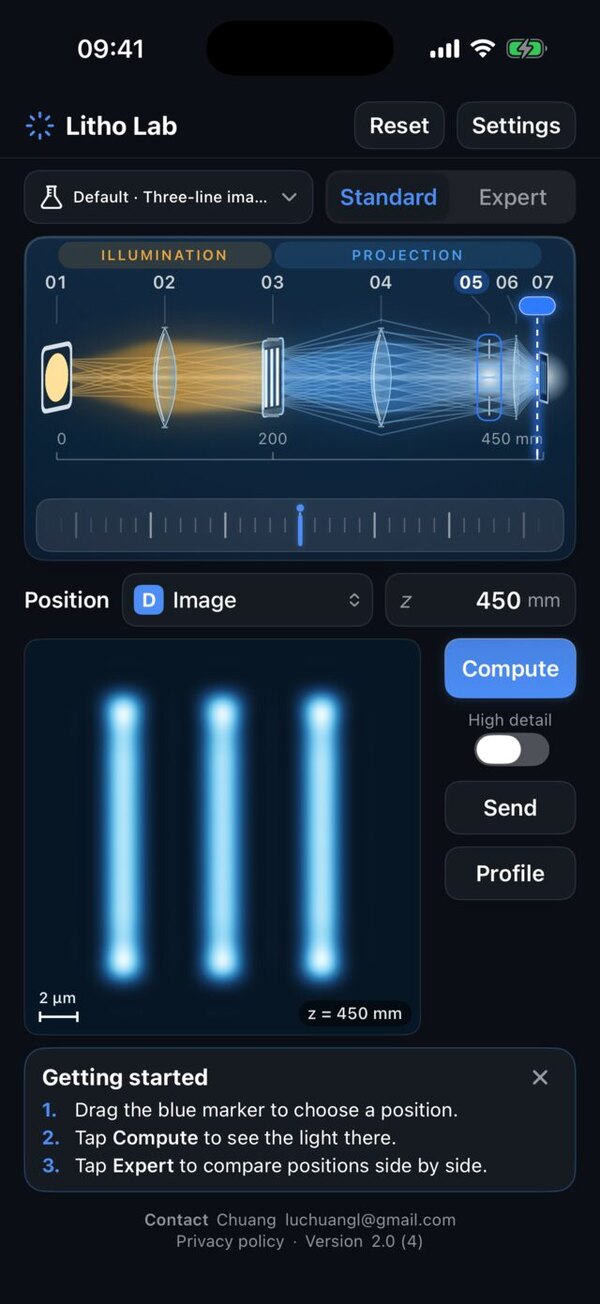 09:41
Litho Lab
Reset
Settings
Default · Three-line ima...
Standard
Expert
ILLUMINATION
PROJECTION
01 02 03 04 05 06 07
0 200 450 mm
Position
D Image
z 450 mm
Compute
High detail
Send
Profile
2 µm
z = 450 mm
Getting started
1. Drag the blue marker to choose a position.
2. Tap Compute to see the light there.
3. Tap Expert to compare positions side by side.
Contact Chuang luchuangl@gmail.com
Privacy policy · Version 2.0 (4)